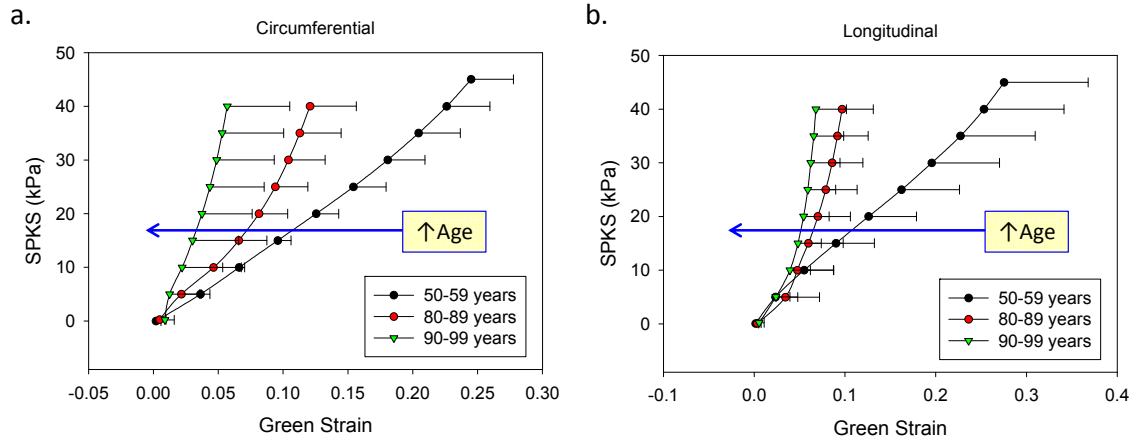 a.
Circumferential
SPKS (kPa)
50
40
30
20
10
0
↑Age
50-59 years
80-89 years
90-99 years
-0.05 0.00 0.05 0.10 0.15 0.20 0.25 0.30
Green Strain
b.
Longitudinal
SPKS (kPa)
50
40
30
20
10
0
↑Age
50-59 years
80-89 years
90-99 years
-0.1 0.0 0.1 0.2 0.3 0.4
Green Strain